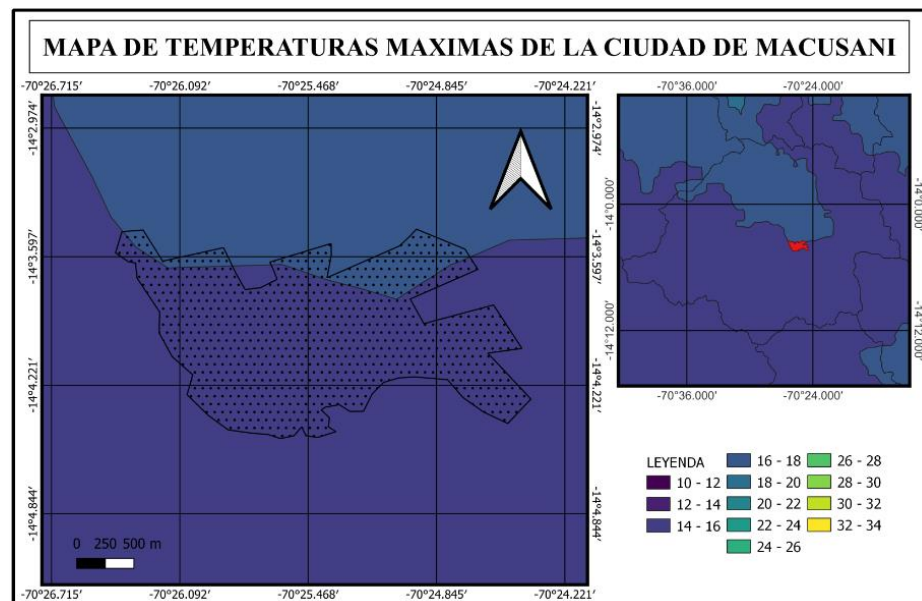 MAPA DE TEMPERATURAS MAXIMAS DE LA CIUDAD DE MACUSANI
-70°26.715′ -70°26.092′ -70°25.468′ -70°24.845′ -70°24.221′
-14°2.974′ -14°2.974′
-14°3.597′ -14°3.597′
-14°4.221′ -14°4.221′
-14°4.844′ -14°4.844′
0 250 500 m
-70°26.715′ -70°26.092′ -70°25.468′ -70°24.845′ -70°24.221′
-70°36.000′ -70°24.000′
-14°0.000′ -14°0.000′
-14°12.000′ -14°12.000′
-70°36.000′ -70°24.000′
LEYENDA
10 - 12
12 - 14
14 - 16
16 - 18
18 - 20
20 - 22
22 - 24
24 - 26
26 - 28
28 - 30
30 - 32
32 - 34